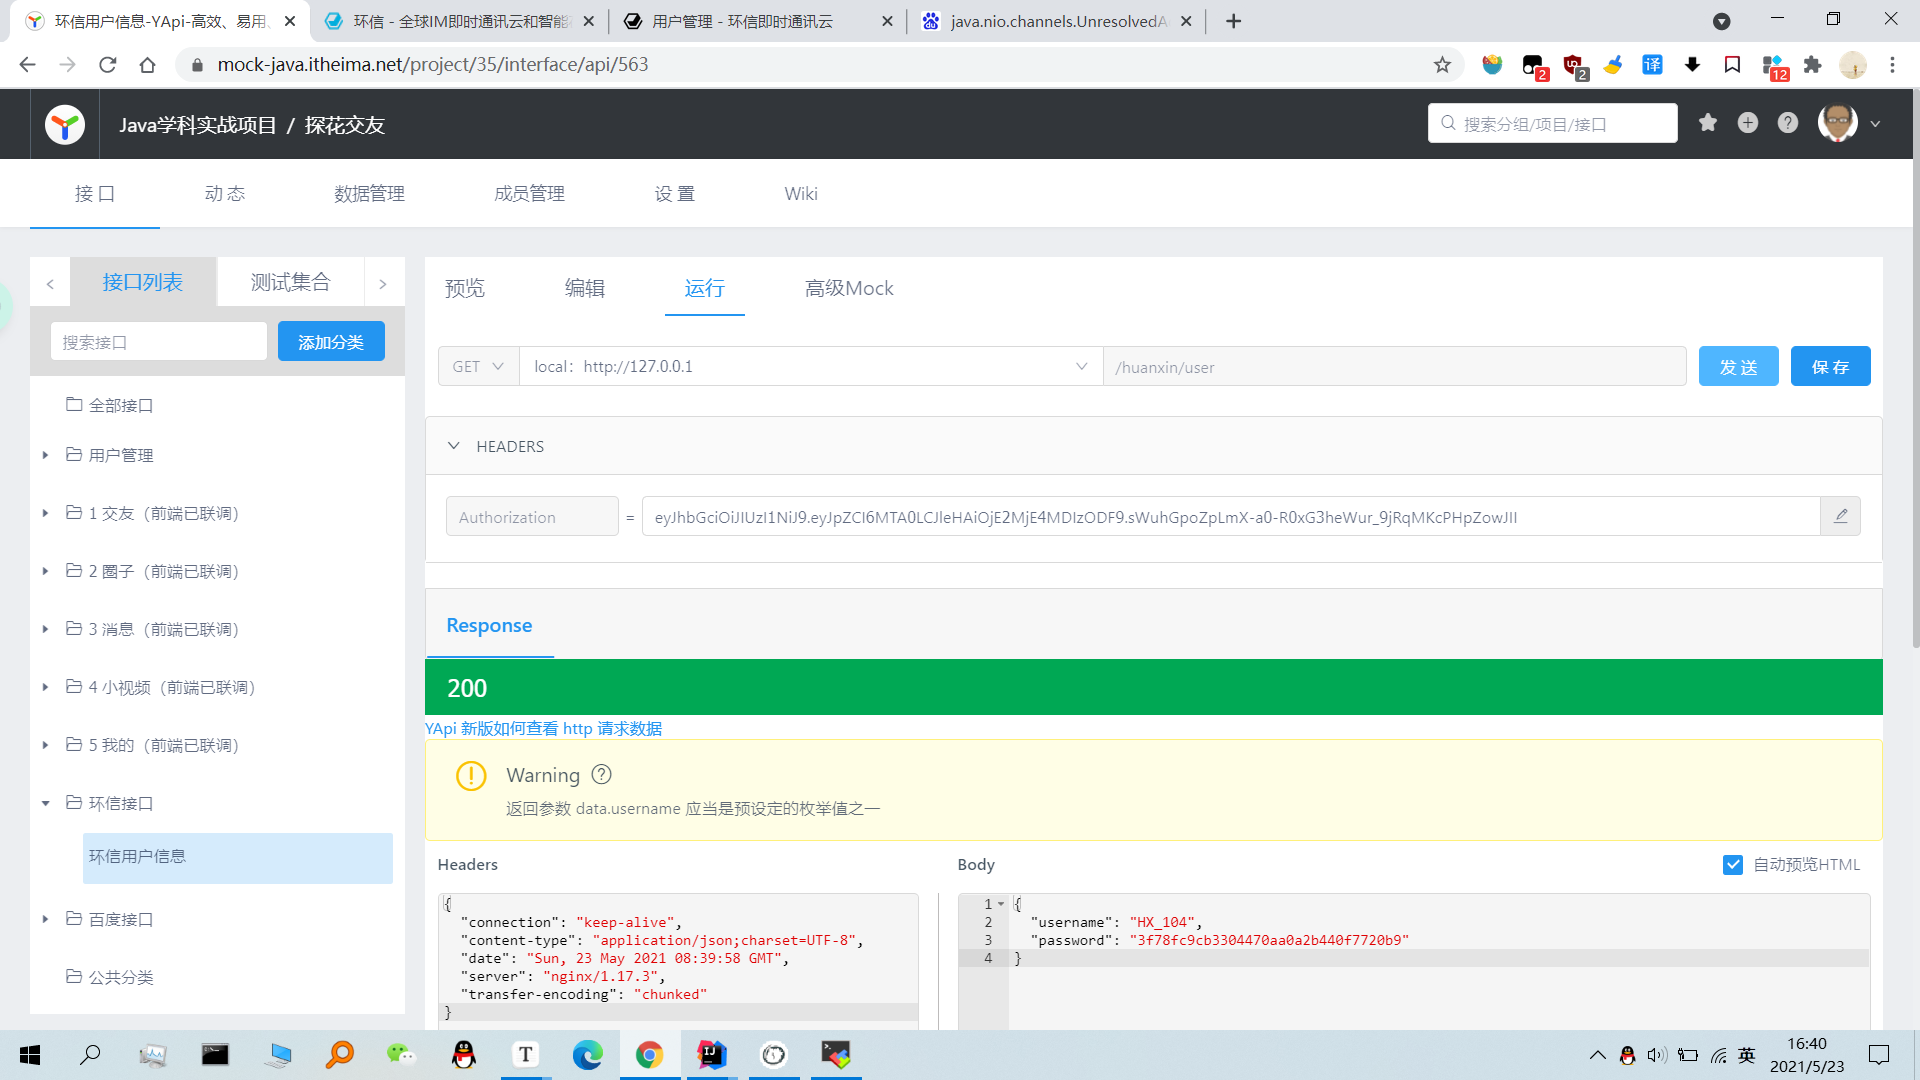 环信用户信息-YApi-高效、易用、
环信 - 全球IM即时通讯云和智能
用户管理 - 环信即时通讯云
java.nio.channels.UnresolvedA
mock-java.itheima.net/project/35/interface/api/563
译
2
2
12
Java学科实战项目 / 探花交友
搜索分组/项目/接口
接 口
动 态
数据管理
成员管理
设 置
Wiki
接口列表
测试集合
预览
编辑
运行
高级Mock
搜索接口
添加分类
GET
local：http://127.0.0.1
/huanxin/user
发 送
保 存
全部接口
用户管理
1 交友（前端已联调）
2 圈子（前端已联调）
3 消息（前端已联调）
4 小视频（前端已联调）
5 我的（前端已联调）
环信接口
环信用户信息
百度接口
公共分类
HEADERS
Authorization
=
eyJhbGciOiJIUzI1NiJ9.eyJpZCI6MTA0LCJleHAiOjE2MjE4MDIzODF9.sWuhGpoZpLmX-a0-R0xG3heWur_9jRqMKcPHpZowJII
Response
200
YApi 新版如何查看 http 请求数据
Warning
返回参数 data.username 应当是预设定的枚举值之一
Headers
Body
自动预览HTML
{
"connection": "keep-alive",
"content-type": "application/json;charset=UTF-8",
"date": "Sun, 23 May 2021 08:39:58 GMT",
"server": "nginx/1.17.3",
"transfer-encoding": "chunked"
}
1 {
2 "username": "HX_104",
3 "password": "3f78fc9cb3304470aa0a2b440f7720b9"
4 }
英
16:40
2021/5/23